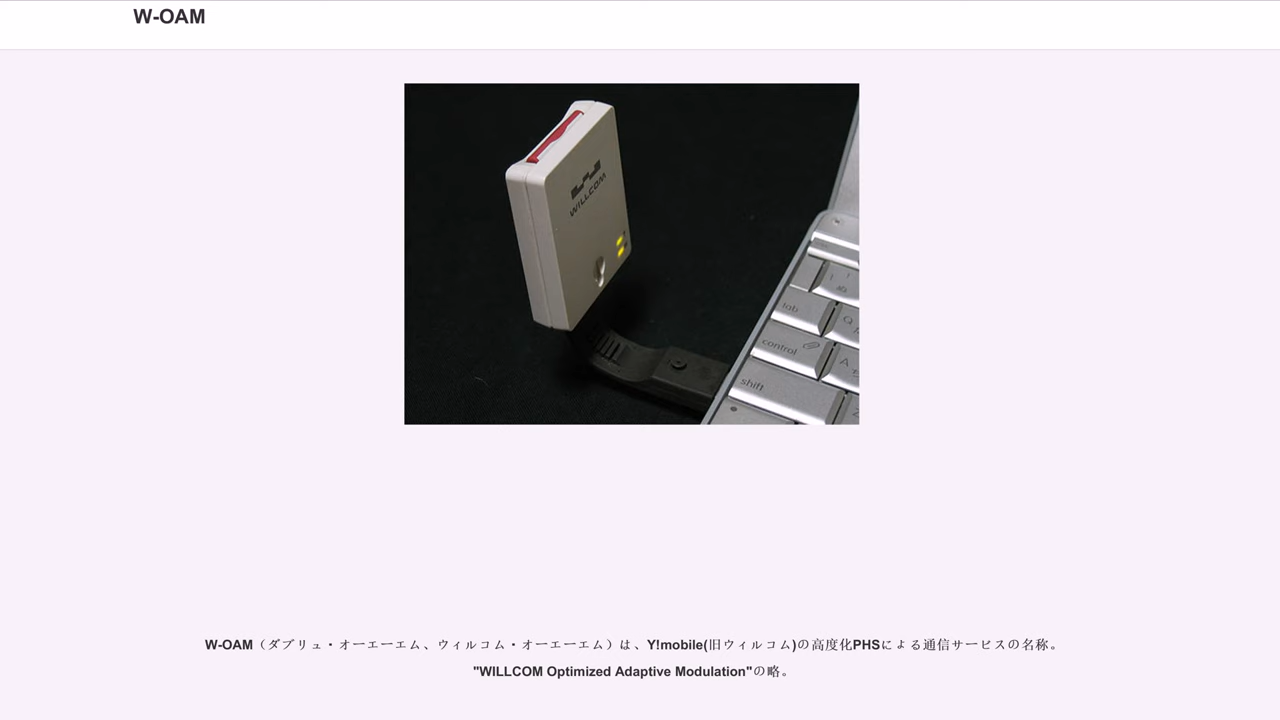 W-OAM
WILLCOM
tab
Q
control
A
shift
Z
W-OAM（ダブリュ・オーエーエム、ウィルコム・オーエーエム）は、Y!mobile(旧ウィルコム)の高度化PHSによる通信サービスの名称。
"WILLCOM Optimized Adaptive Modulation"の略。